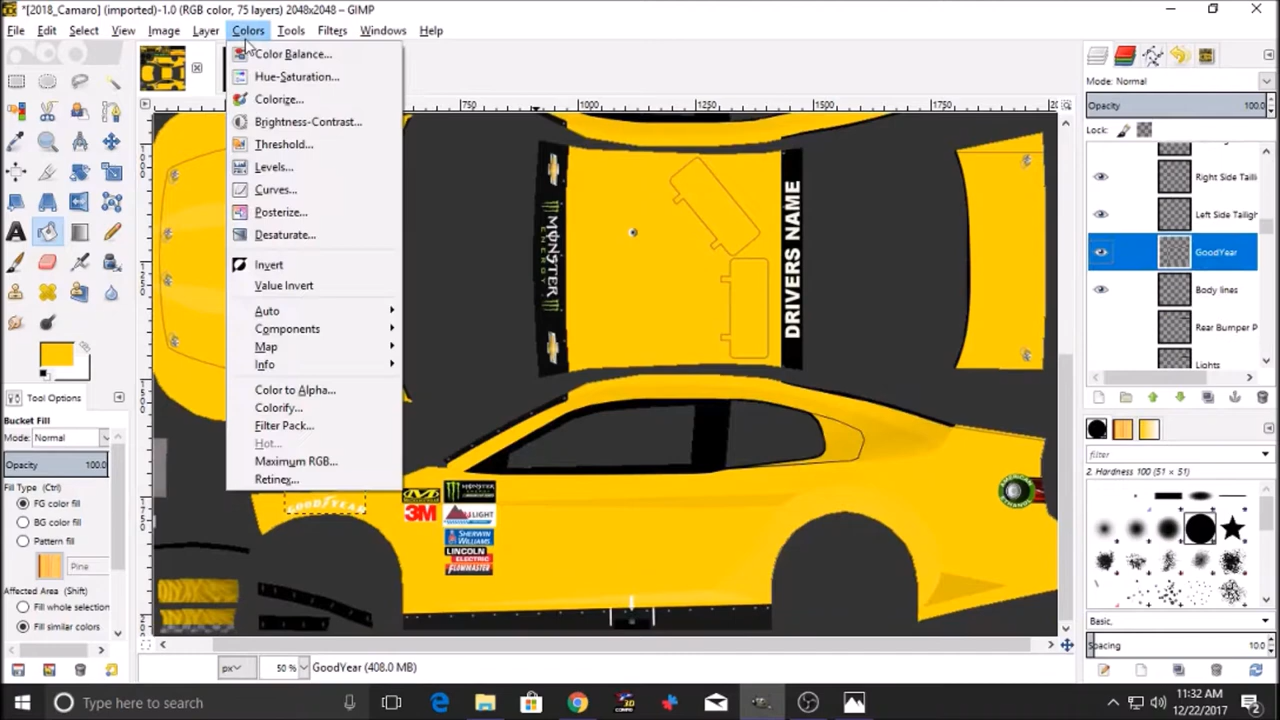 *[2018_Camaro] (imported)-1.0 (RGB color, 75 layers) 2048x2048 – GIMP
File Edit Select View Image Layer Colors Tools Filters Windows Help
Color Balance...
Hue-Saturation...
Colorize...
Brightness-Contrast...
Threshold...
Levels...
Curves...
Posterize...
Desaturate...
Invert
Value Invert
Auto
Components
Map
Info
Color to Alpha...
Colorify...
Filter Pack...
Hot...
Maximum RGB...
Retinex...
750 1000 1250 1500 1750
MONSTER
ENERGY
DRIVERS NAME
GOODYEAR
3M
SHERWIN
WILLIAMS
LINCOLN
ELECTRIC
FLOWMASTER
Tool Options
Bucket Fill
Mode: Normal
Opacity 100.0
Fill Type (Ctrl)
FG color fill
BG color fill
Pattern fill
Pine
Affected Area (Shift)
Fill whole selection
Fill similar colors
px 50 % GoodYear (408.0 MB)
Mode: Normal
Opacity 100.0
Lock:
Right Side Taill
Left Side Tailigh
GoodYear
Body lines
Rear Bumper P
Lights
filter
2. Hardness 100 (51 × 51)
Basic,
Spacing 10.0
Type here to search
11:32 AM
12/22/2017